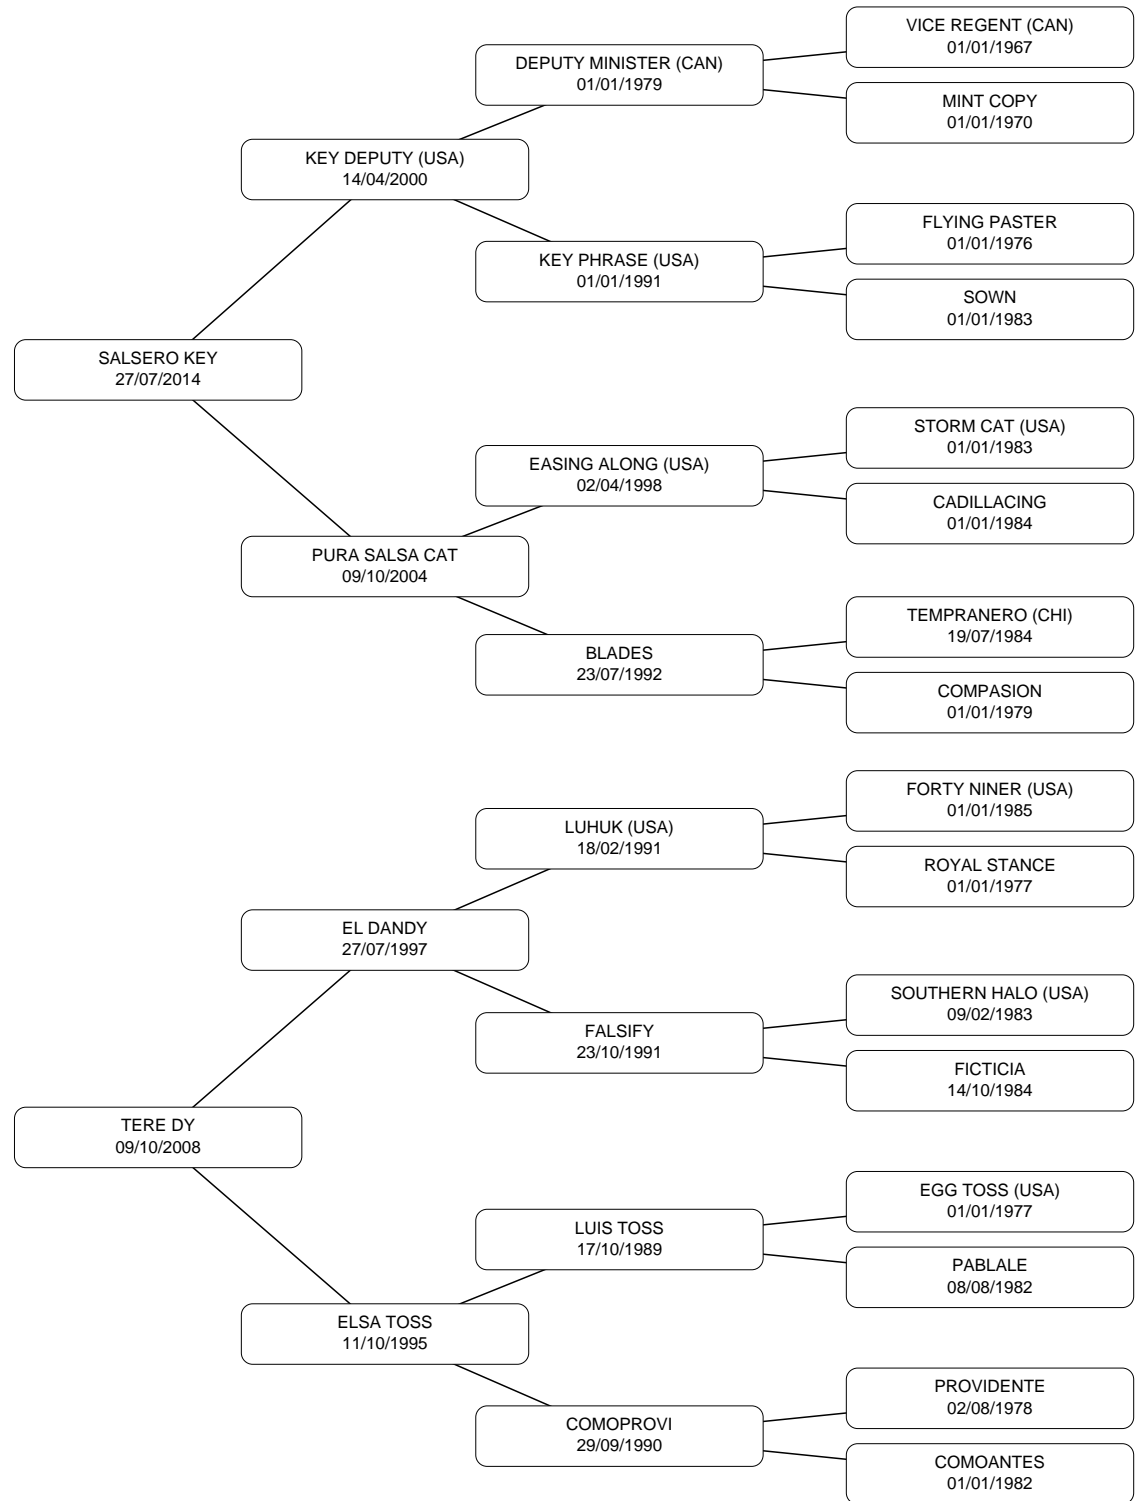 VICE REGENT (CAN)
01/01/1967
DEPUTY MINISTER (CAN)
01/01/1979
MINT COPY
01/01/1970
KEY DEPUTY (USA)
14/04/2000
FLYING PASTER
01/01/1976
KEY PHRASE (USA)
01/01/1991
SOWN
01/01/1983
SALSERO KEY
27/07/2014
STORM CAT (USA)
01/01/1983
EASING ALONG (USA)
02/04/1998
CADILLACING
01/01/1984
PURA SALSA CAT
09/10/2004
TEMPRANERO (CHI)
19/07/1984
BLADES
23/07/1992
COMPASION
01/01/1979
FORTY NINER (USA)
01/01/1985
LUHUK (USA)
18/02/1991
ROYAL STANCE
01/01/1977
EL DANDY
27/07/1997
SOUTHERN HALO (USA)
09/02/1983
FALSIFY
23/10/1991
FICTICIA
14/10/1984
TERE DY
09/10/2008
EGG TOSS (USA)
01/01/1977
LUIS TOSS
17/10/1989
PABLALE
08/08/1982
ELSA TOSS
11/10/1995
PROVIDENTE
02/08/1978
COMOPROVI
29/09/1990
COMOANTES
01/01/1982